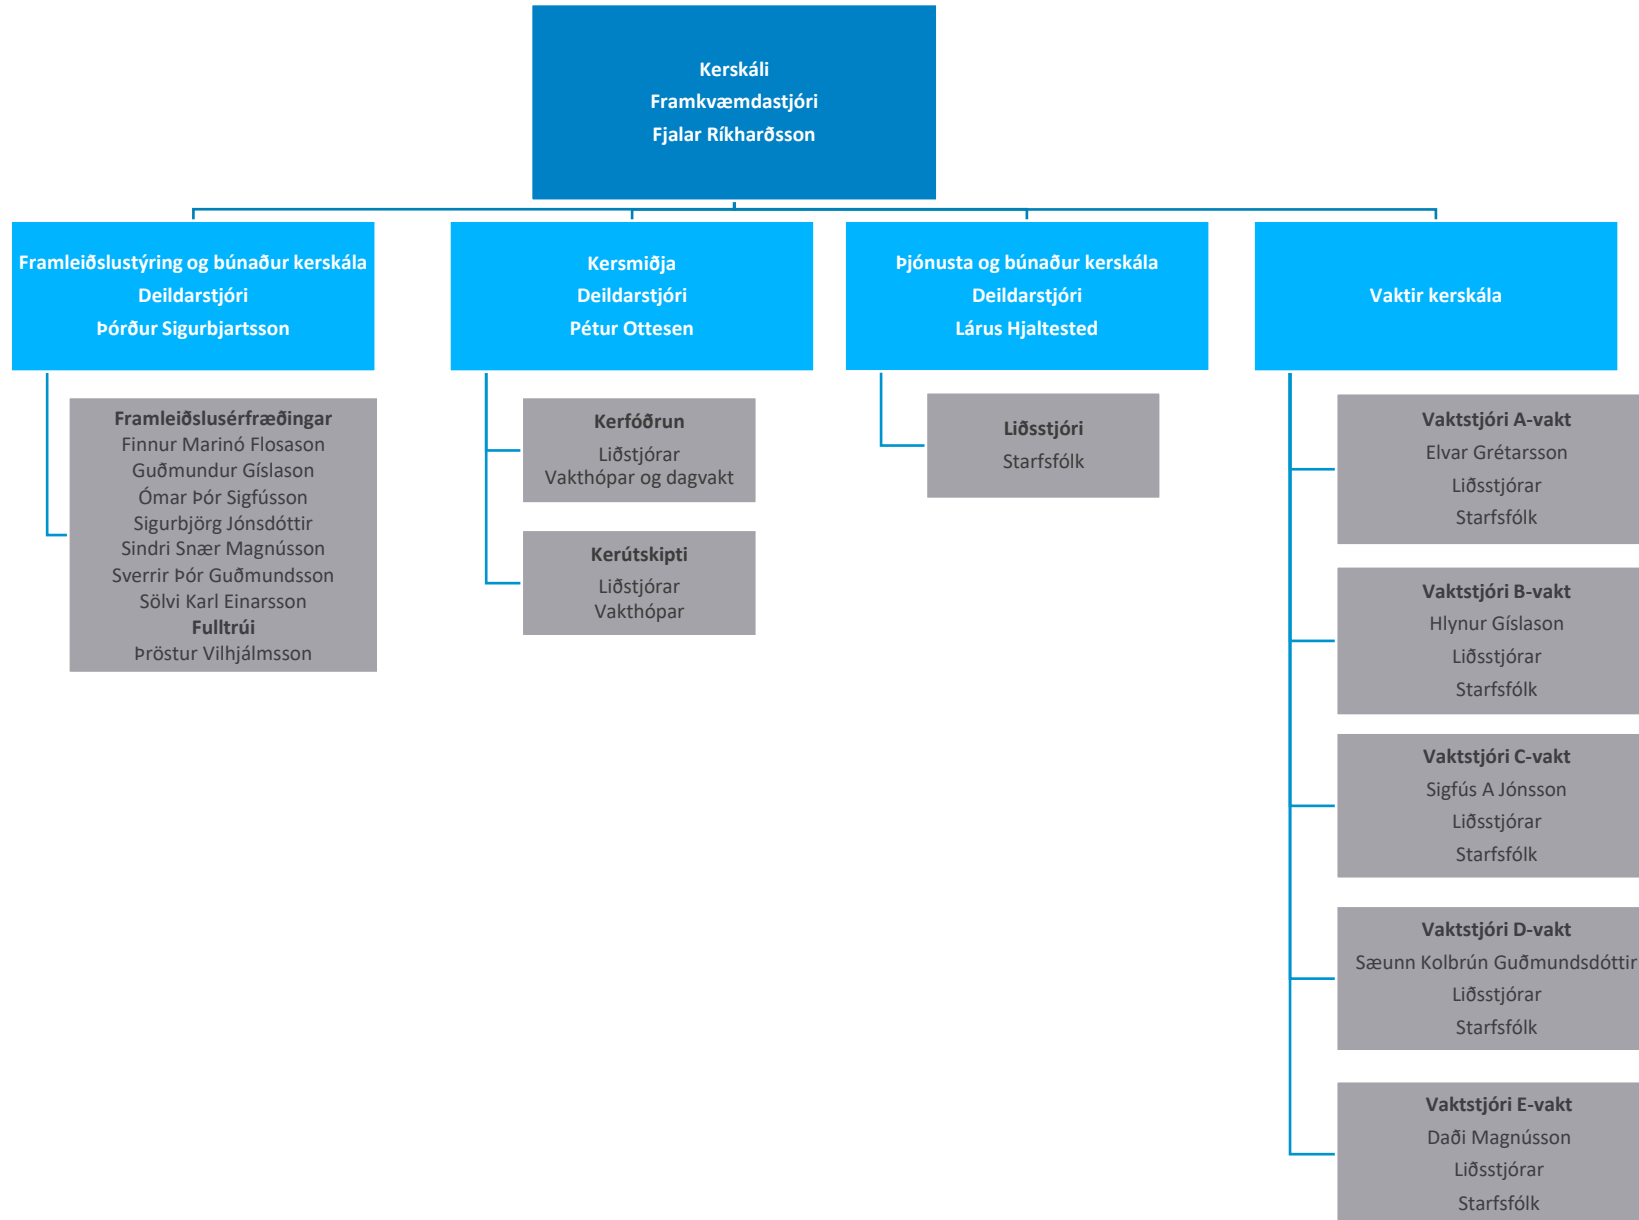 Kerskáli
Framkvæmdastjóri
Fjalar Ríkharðsson
Framleiðslustýring og búnaður kerskála
Deildarstjóri
Þórður Sigurbjartsson
Kersmiðja
Deildarstjóri
Pétur Ottesen
Þjónusta og búnaður kerskála
Deildarstjóri
Lárus Hjaltested
Vaktir kerskála
Framleiðslusérfræðingar
Finnur Marinó Flosason
Guðmundur Gíslason
Ómar Þór Sigfússon
Sigurbjörg Jónsdóttir
Sindri Snær Magnússon
Sverrir Þór Guðmundsson
Sölvi Karl Einarsson
Fulltrúi
Þröstur Vilhjálmsson
Kerfóðrun
Liðstjórar
Vakthópar og dagvakt
Kerútskipti
Liðstjórar
Vakthópar
Liðsstjóri
Starfsfólk
Vaktstjóri A-vakt
Elvar Grétarsson
Liðsstjórar
Starfsfólk
Vaktstjóri B-vakt
Hlynur Gíslason
Liðsstjórar
Starfsfólk
Vaktstjóri C-vakt
Sigfús A Jónsson
Liðsstjórar
Starfsfólk
Vaktstjóri D-vakt
Sæunn Kolbrún Guðmundsdóttir
Liðsstjórar
Starfsfólk
Vaktstjóri E-vakt
Daði Magnússon
Liðsstjórar
Starfsfólk